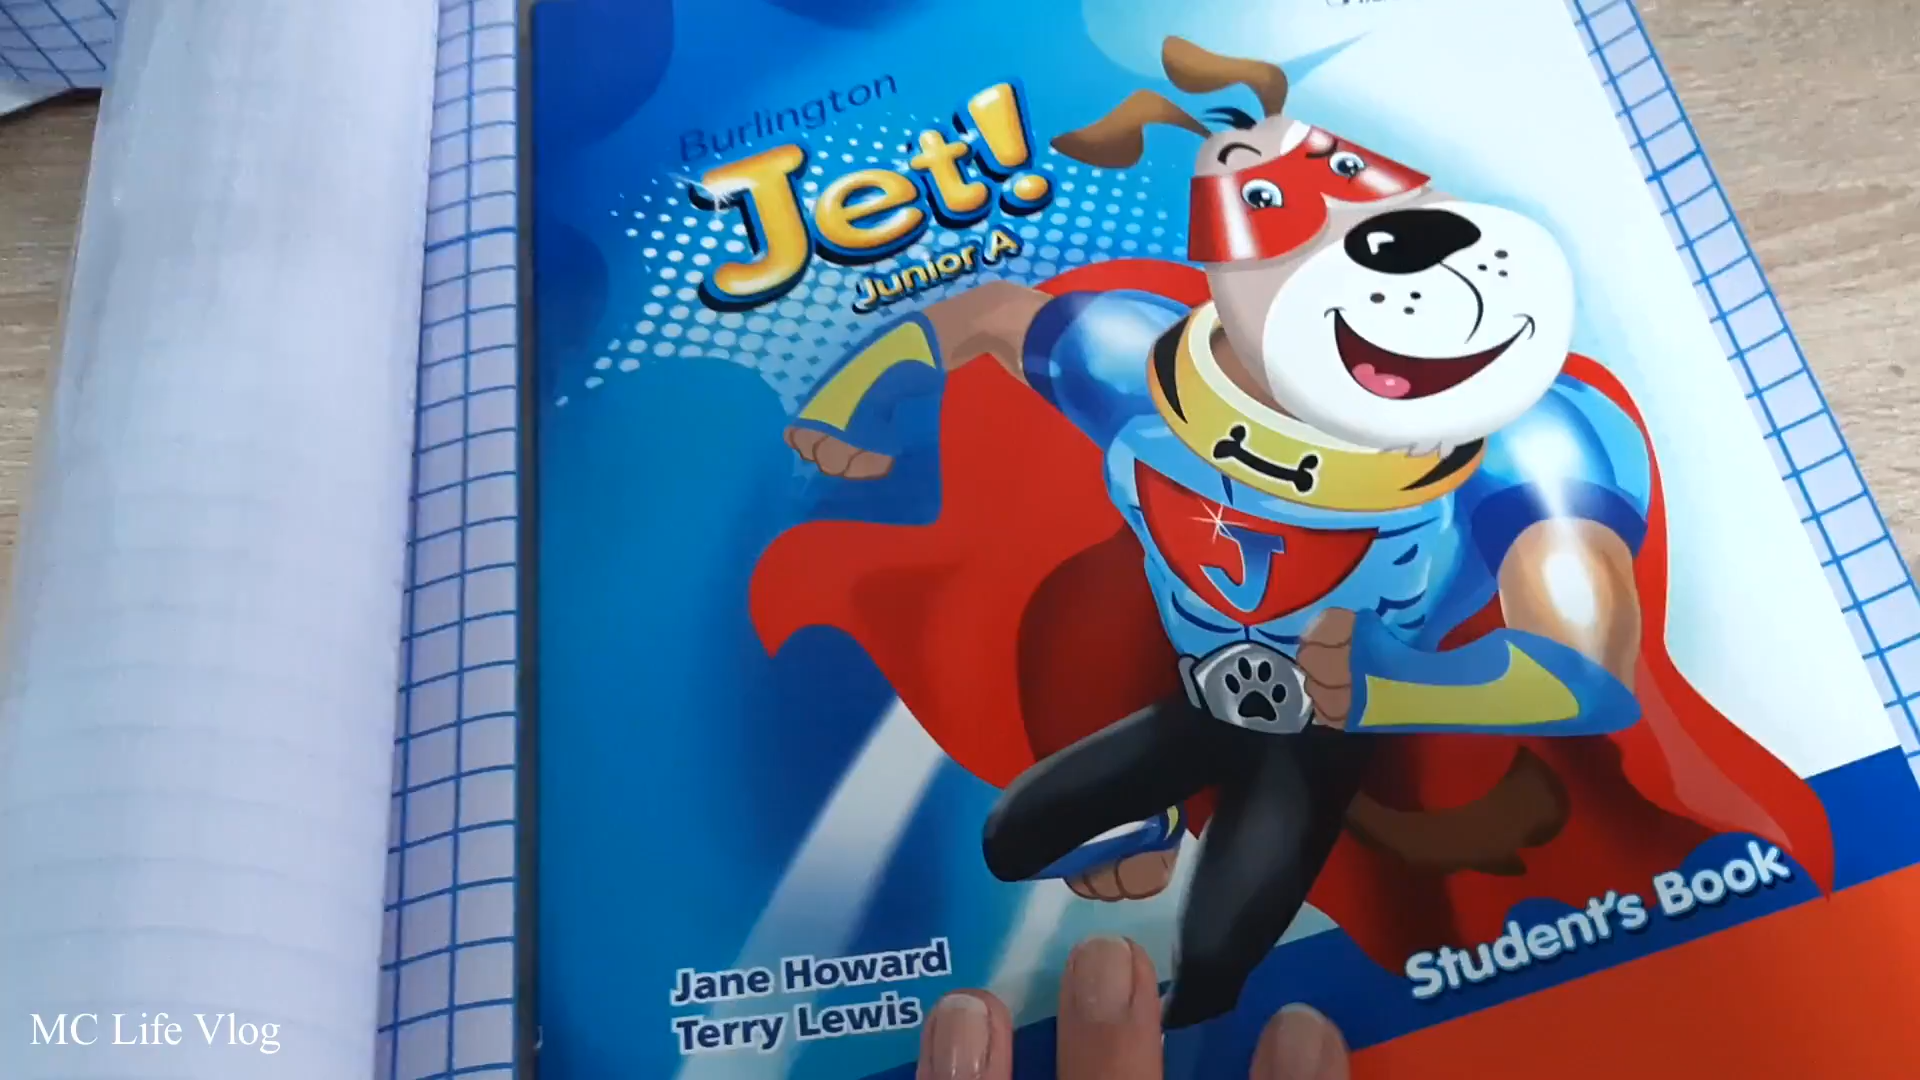 Burlington
Jet!
Junior A
J
Student's Book
Jane Howard
Terry Lewis
MC Life Vlog